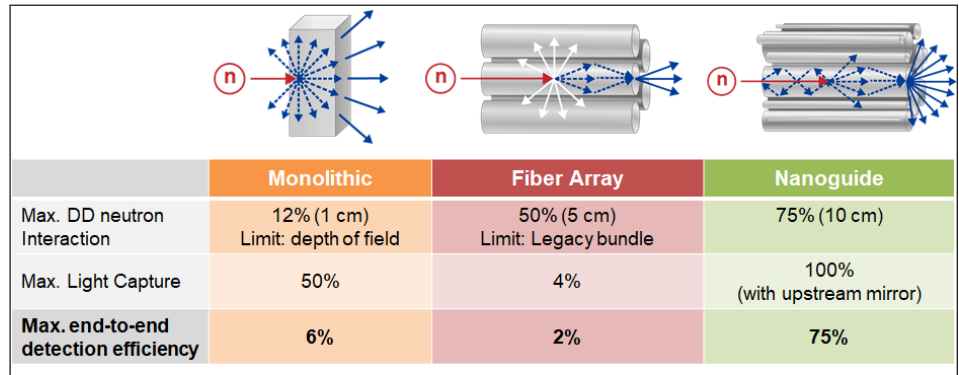 n
n
n
Monolithic
Fiber Array
Nanoguide
Max. DD neutron
Interaction
12% (1 cm)
Limit: depth of field
50% (5 cm)
Limit: Legacy bundle
75% (10 cm)
Max. Light Capture
50%
4%
100%
(with upstream mirror)
Max. end-to-end
detection efficiency
6%
2%
75%